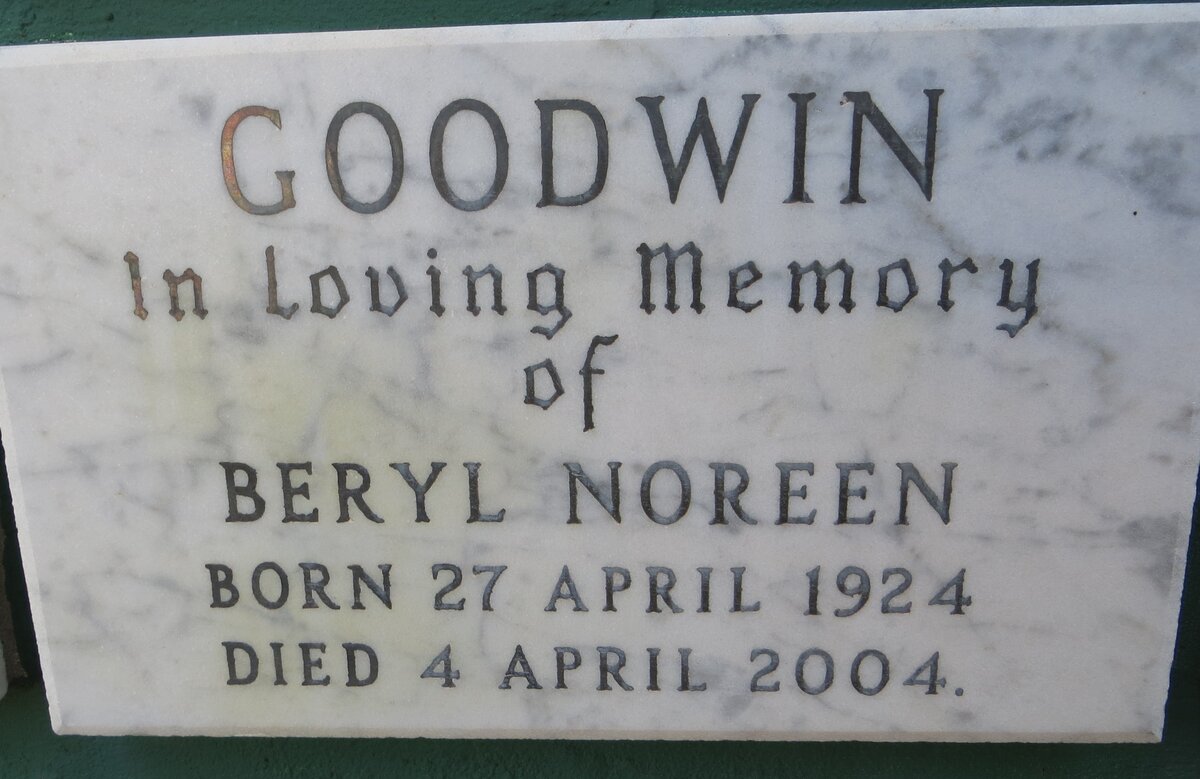 GOODWIN
In Loving Memory
of
BERYL NOREEN
BORN 27 APRIL 1924
DIED 4 APRIL 2004.